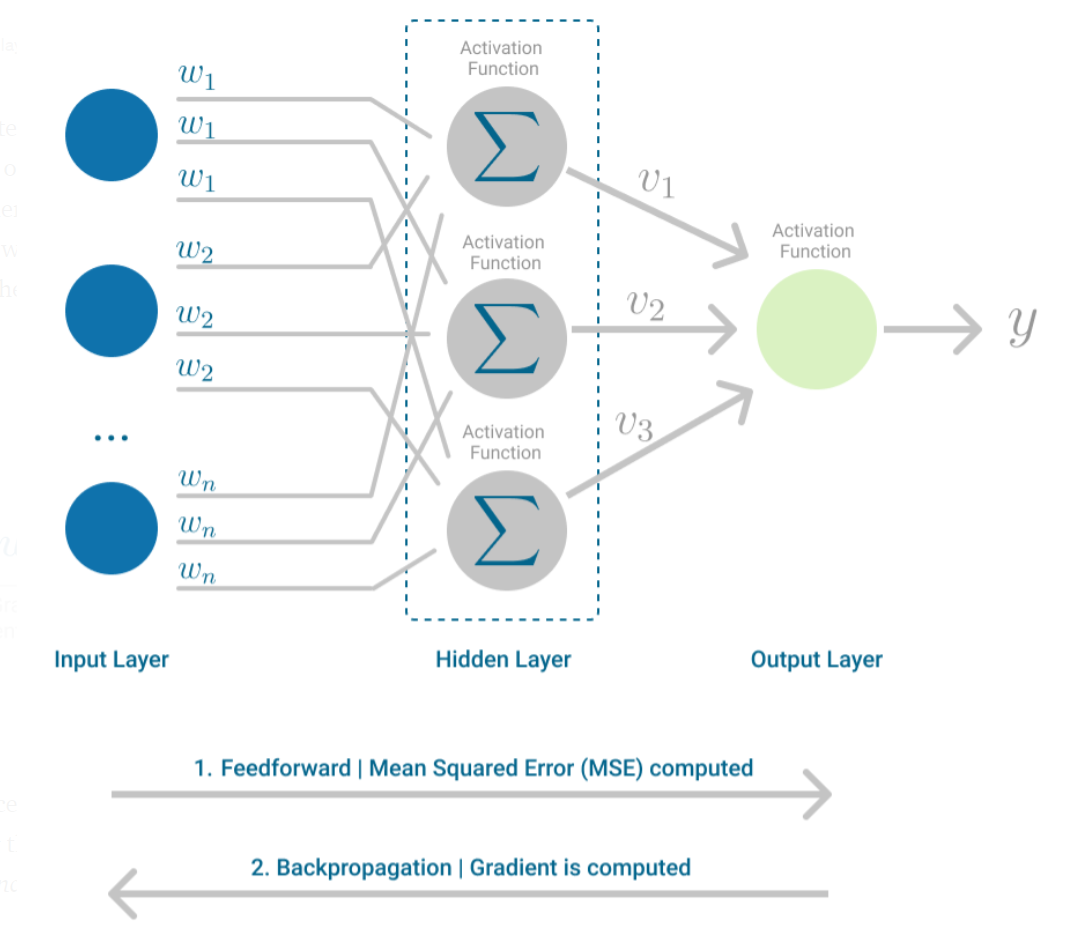 Activation
Function
w1
w1
w1
w2
w2
w2
...
wn
wn
wn
Σ
Activation
Function
Σ
Activation
Function
Σ
v1
v2
v3
Activation
Function
y
Input Layer
Hidden Layer
Output Layer
1. Feedforward | Mean Squared Error (MSE) computed
2. Backpropagation | Gradient is computed